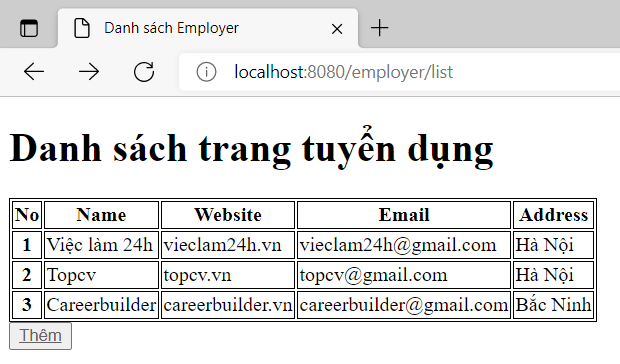 Danh sách Employer
localhost:8080/employer/list
Danh sách trang tuyển dụng
No Name Website Email Address
1 Việc làm 24h vieclam24h.vn vieclam24h@gmail.com Hà Nội
2 Topcv topcv.vn topcv@gmail.com Hà Nội
3 Careerbuilder careerbuilder.vn careerbuilder@gmail.com Bắc Ninh
Thêm